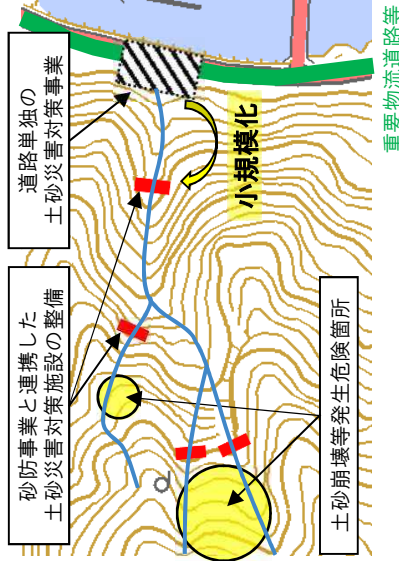 砂防事業と連携した
土砂災害対策施設の整備
道路単独の
土砂災害対策事業
小規模化
土砂崩壊等発生危険箇所
重要物流道路等